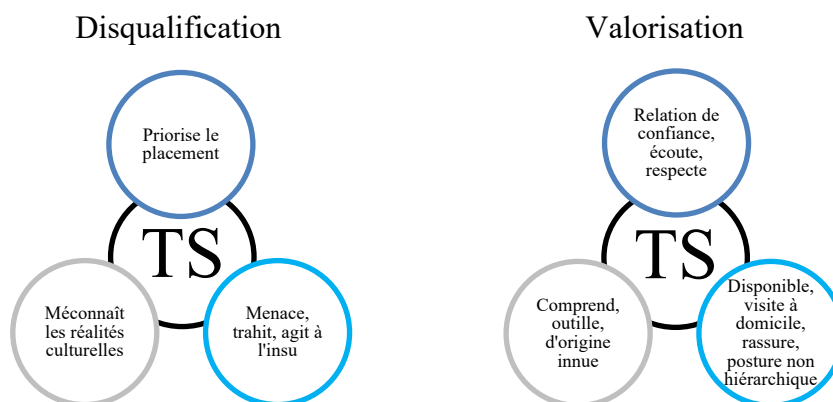 Disqualification
Priorise le
placement
TS
Méconnaît
les réalités
culturelles
Menace,
trahit, agit à
l'insu
Valorisation
Relation de
confiance,
écoute,
respecte
TS
Comprend,
outille,
d'origine
innue
Disponible,
visite à
domicile,
rassure,
posture non
hiérarchique